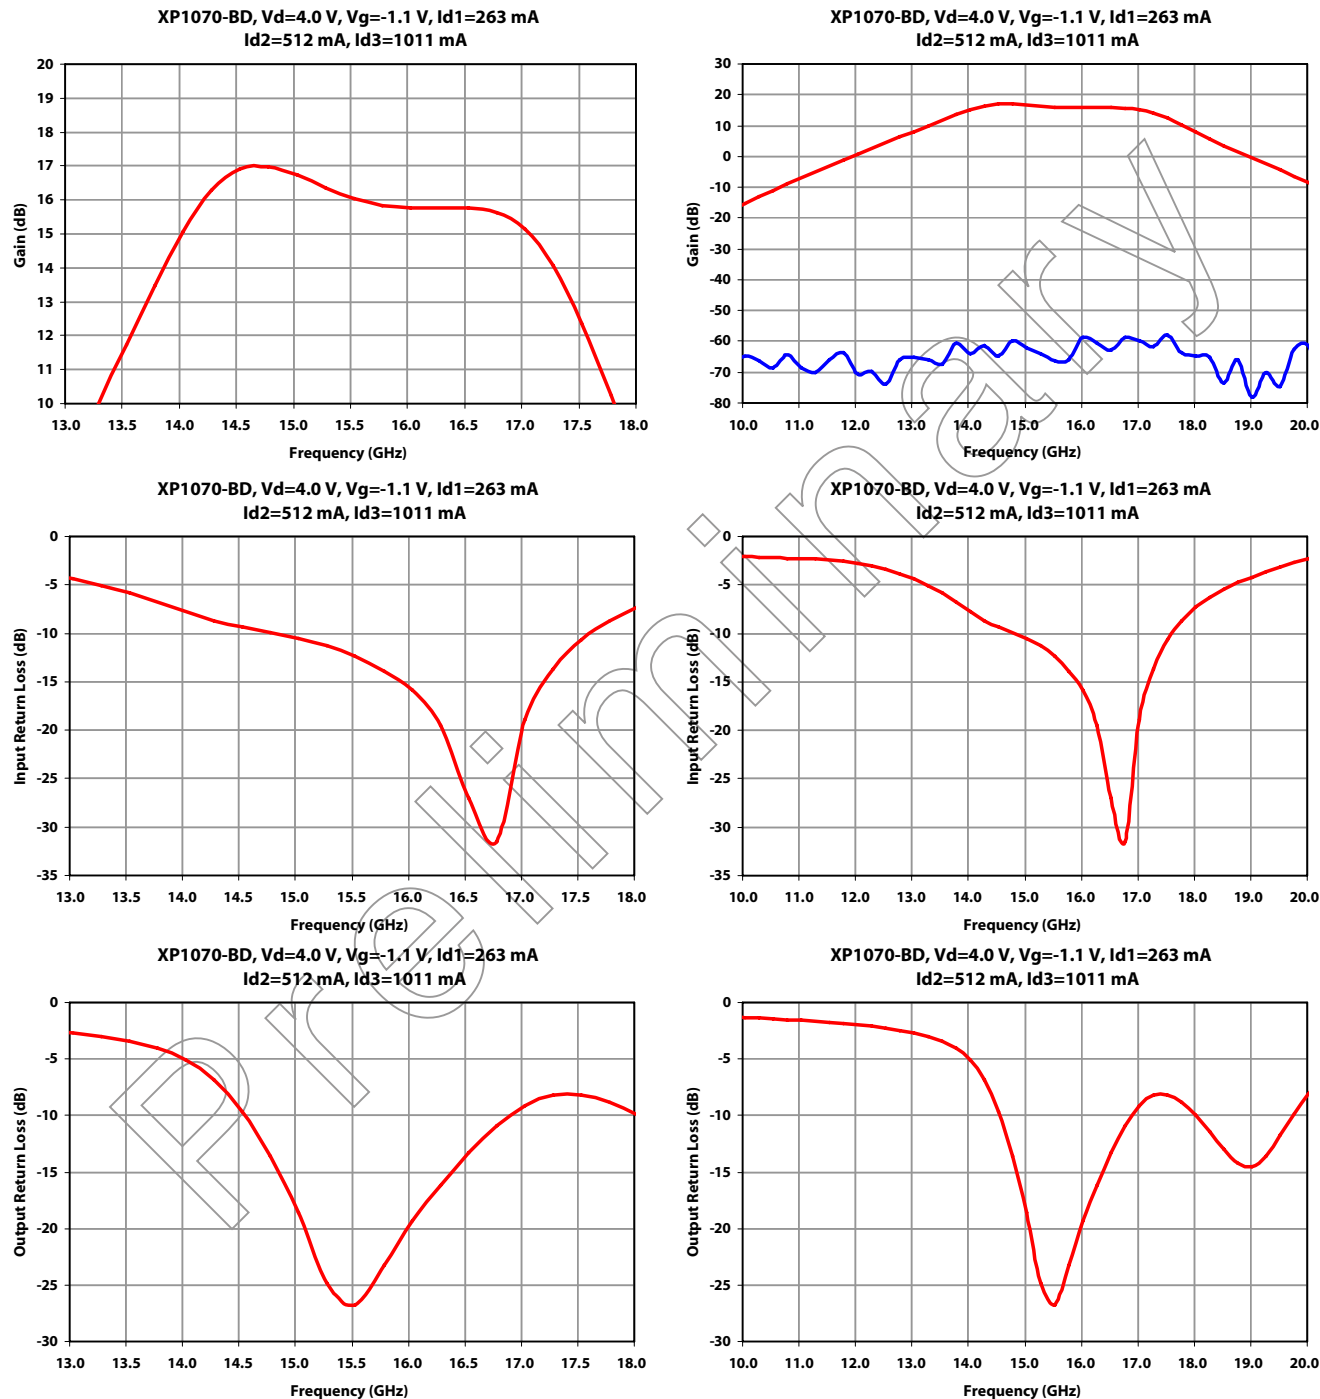 XP1070-BD, Vd=4.0 V, Vg=-1.1 V, Id1=263 mA
Id2=512 mA, Id3=1011 mA
20
19
18
17
16
15
14
13
12
11
10
Gain (dB)
13.0 13.5 14.0 14.5 15.0 15.5 16.0 16.5 17.0 17.5 18.0
Frequency (GHz)
XP1070-BD, Vd=4.0 V, Vg=-1.1 V, Id1=263 mA
Id2=512 mA, Id3=1011 mA
30
20
10
0
-10
-20
-30
-40
-50
-60
-70
-80
Gain (dB)
10.0 11.0 12.0 13.0 14.0 15.0 16.0 17.0 18.0 19.0 20.0
Frequency (GHz)
XP1070-BD, Vd=4.0 V, Vg=-1.1 V, Id1=263 mA
Id2=512 mA, Id3=1011 mA
0
-5
-10
-15
-20
-25
-30
-35
Input Return Loss (dB)
13.0 13.5 14.0 14.5 15.0 15.5 16.0 16.5 17.0 17.5 18.0
Frequency (GHz)
XP1070-BD, Vd=4.0 V, Vg=-1.1 V, Id1=263 mA
Id2=512 mA, Id3=1011 mA
0
-5
-10
-15
-20
-25
-30
-35
Input Return Loss (dB)
10.0 11.0 12.0 13.0 14.0 15.0 16.0 17.0 18.0 19.0 20.0
Frequency (GHz)
XP1070-BD, Vd=4.0 V, Vg=-1.1 V, Id1=263 mA
Id2=512 mA, Id3=1011 mA
0
-5
-10
-15
-20
-25
-30
Output Return Loss (dB)
13.0 13.5 14.0 14.5 15.0 15.5 16.0 16.5 17.0 17.5 18.0
Frequency (GHz)
XP1070-BD, Vd=4.0 V, Vg=-1.1 V, Id1=263 mA
Id2=512 mA, Id3=1011 mA
0
-5
-10
-15
-20
-25
-30
Output Return Loss (dB)
10.0 11.0 12.0 13.0 14.0 15.0 16.0 17.0 18.0 19.0 20.0
Frequency (GHz)
Preliminary